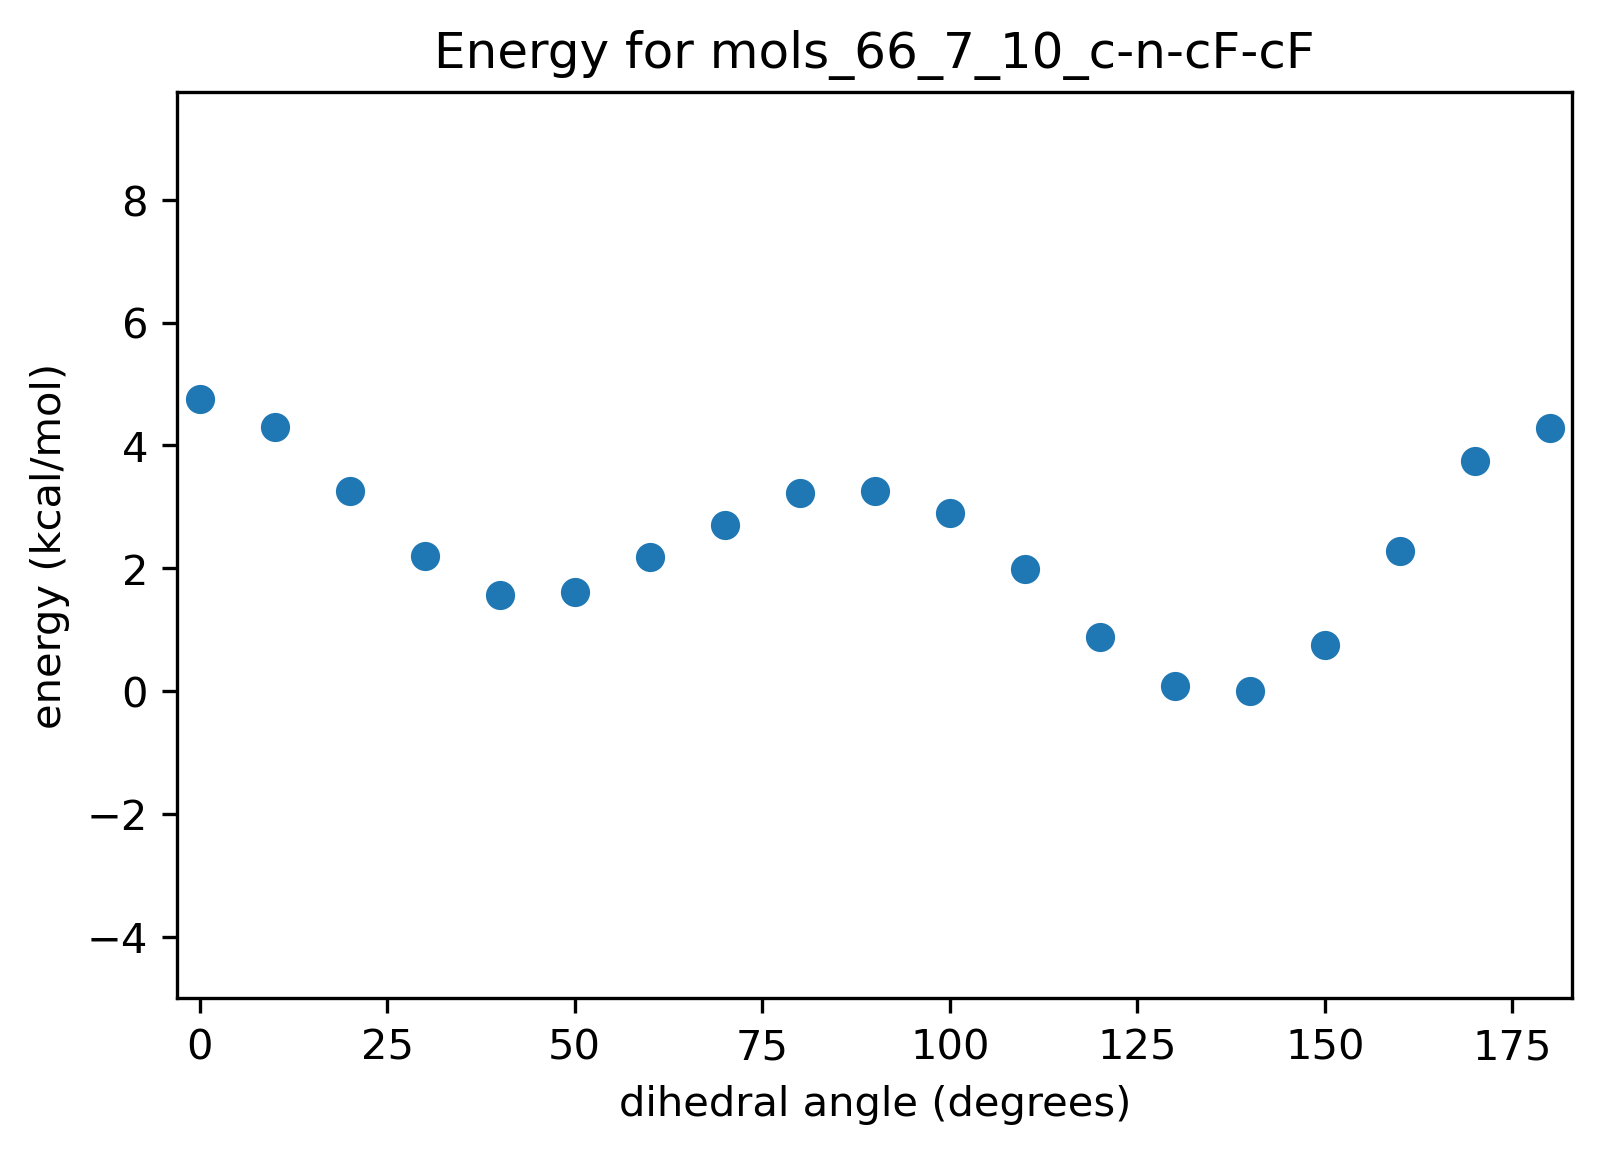 Energy for mols_66_7_10_c-n-cF-cF
energy (kcal/mol)
8
6
4
2
0
−2
−4
0 25 50 75 100 125 150 175
dihedral angle (degrees)